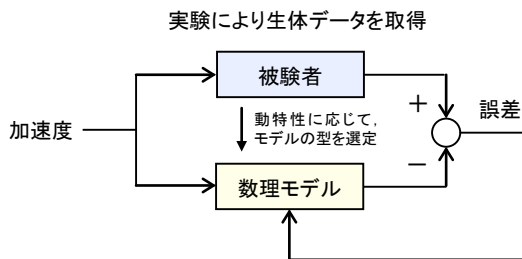 実験により生体データを取得
被験者
加速度
動特性に応じて,
モデルの型を選定
+
誤差
−
数理モデル